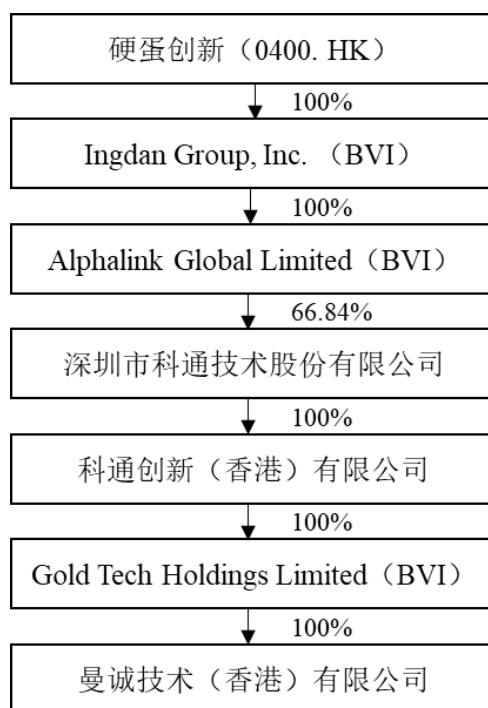 硬蛋创新（0400. HK）
100%
Ingdan Group, Inc. （BVI）
100%
Alphalink Global Limited（BVI）
66.84%
深圳市科通技术股份有限公司
100%
科通创新（香港）有限公司
100%
Gold Tech Holdings Limited（BVI）
100%
曼诚技术（香港）有限公司